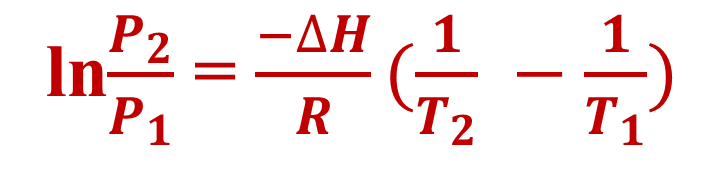 ln P₂/P₁ = −ΔH/R (1/T₂ − 1/T₁)